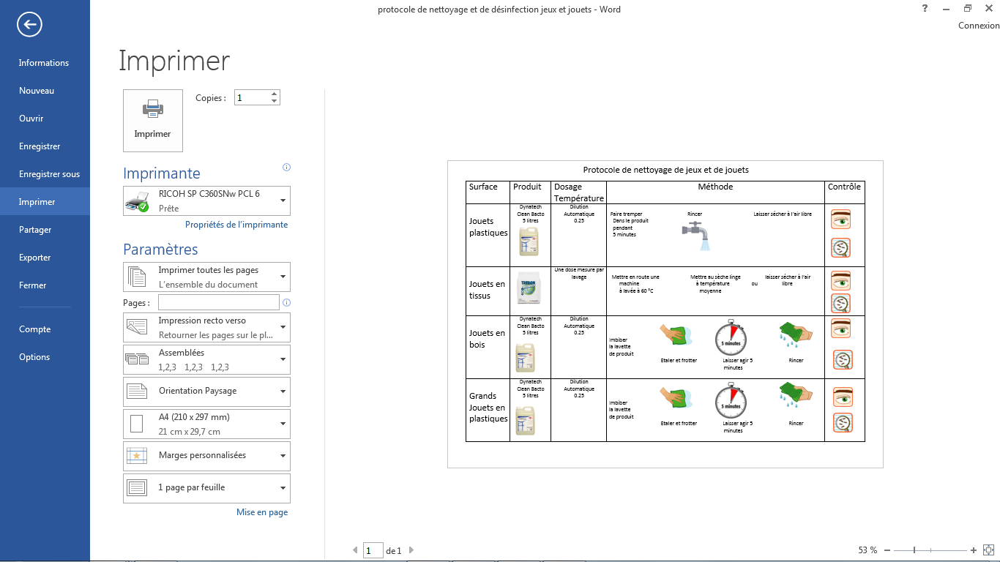 protocole de nettoyage et de désinfection jeux et jouets - Word
?
Connexion
Informations
Nouveau
Ouvrir
Enregistrer
Enregistrer sous
Imprimer
Partager
Exporter
Fermer
Compte
Options
Imprimer
Imprimer
Copies :
1
Imprimante
RICOH SP C360SNw PCL 6
Prête
Propriétés de l'imprimante
Paramètres
Imprimer toutes les pages
L'ensemble du document
Pages :
Impression recto verso
Retourner les pages sur le pl...
Assemblées
1,2,3 1,2,3 1,2,3
Orientation Paysage
A4 (210 x 297 mm)
21 cm x 29,7 cm
Marges personnalisées
1 page par feuille
Mise en page
Protocole de nettoyage de jeux et de jouets
Surface
Produit
Dosage
Température
Méthode
Contrôle
Jouets
plastiques
Dynatech
Clean Bacto
5 litres
Dilution
Automatique
0.25
Faire tremper
Dans le produit
pendant
5 minutes
Rincer
Laisser sécher à l'air libre
Jouets en
tissus
Une dose mesure par
lavage
Mettre en route une
machine
à lavée à 60 °C
Mettre au sèche linge
à température
moyenne
ou
laisser sécher à l'air
libre
Jouets en
bois
Dynatech
Clean Bacto
5 litres
Dilution
Automatique
0.25
Imbiber
la lavette
de produit
Etaler et frotter
5 minutes
Laisser agir 5
minutes
Rincer
Grands
Jouets en
plastiques
Dynatech
Clean Bacto
5 litres
Dilution
Automatique
0.25
Imbiber
la lavette
de produit
Etaler et frotter
5 minutes
Laisser agir 5
minutes
Rincer
1
de 1
53 %